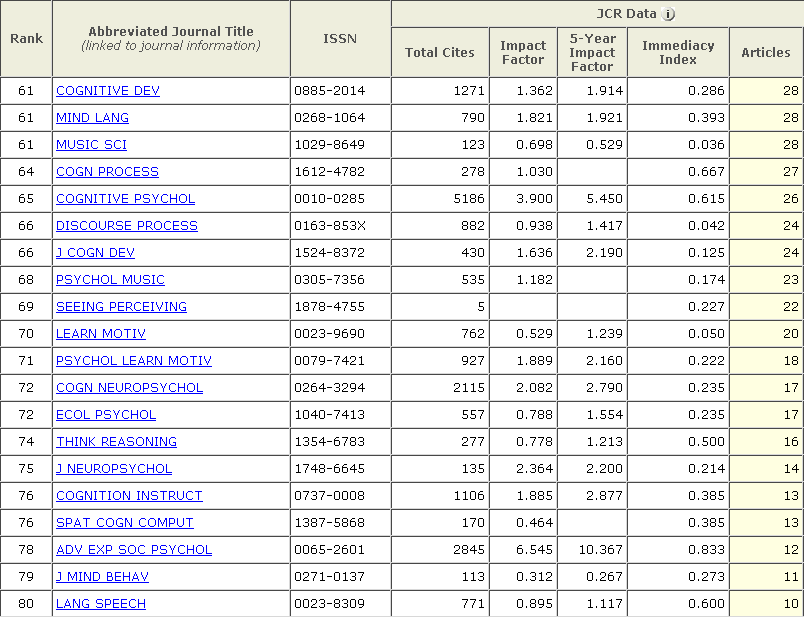 Rank Abbreviated Journal Title (linked to journal information) ISSN JCR Data i
Total Cites Impact Factor 5-Year Impact Factor Immediacy Index Articles
61 COGNITIVE DEV 0885-2014 1271 1.362 1.914 0.286 28
61 MIND LANG 0268-1064 790 1.821 1.921 0.393 28
61 MUSIC SCI 1029-8649 123 0.698 0.529 0.036 28
64 COGN PROCESS 1612-4782 278 1.030 0.667 27
65 COGNITIVE PSYCHOL 0010-0285 5186 3.900 5.450 0.615 26
66 DISCOURSE PROCESS 0163-853X 882 0.938 1.417 0.042 24
66 J COGN DEV 1524-8372 430 1.636 2.190 0.125 24
68 PSYCHOL MUSIC 0305-7356 535 1.182 0.174 23
69 SEEING PERCEIVING 1878-4755 5 0.227 22
70 LEARN MOTIV 0023-9690 762 0.529 1.239 0.050 20
71 PSYCHOL LEARN MOTIV 0079-7421 927 1.889 2.160 0.222 18
72 COGN NEUROPSYCHOL 0264-3294 2115 2.082 2.790 0.235 17
72 ECOL PSYCHOL 1040-7413 557 0.788 1.554 0.235 17
74 THINK REASONING 1354-6783 277 0.778 1.213 0.500 16
75 J NEUROPSYCHOL 1748-6645 135 2.364 2.200 0.214 14
76 COGNITION INSTRUCT 0737-0008 1106 1.885 2.877 0.385 13
76 SPAT COGN COMPUT 1387-5868 170 0.464 0.385 13
78 ADV EXP SOC PSYCHOL 0065-2601 2845 6.545 10.367 0.833 12
79 J MIND BEHAV 0271-0137 113 0.312 0.267 0.273 11
80 LANG SPEECH 0023-8309 771 0.895 1.117 0.600 10